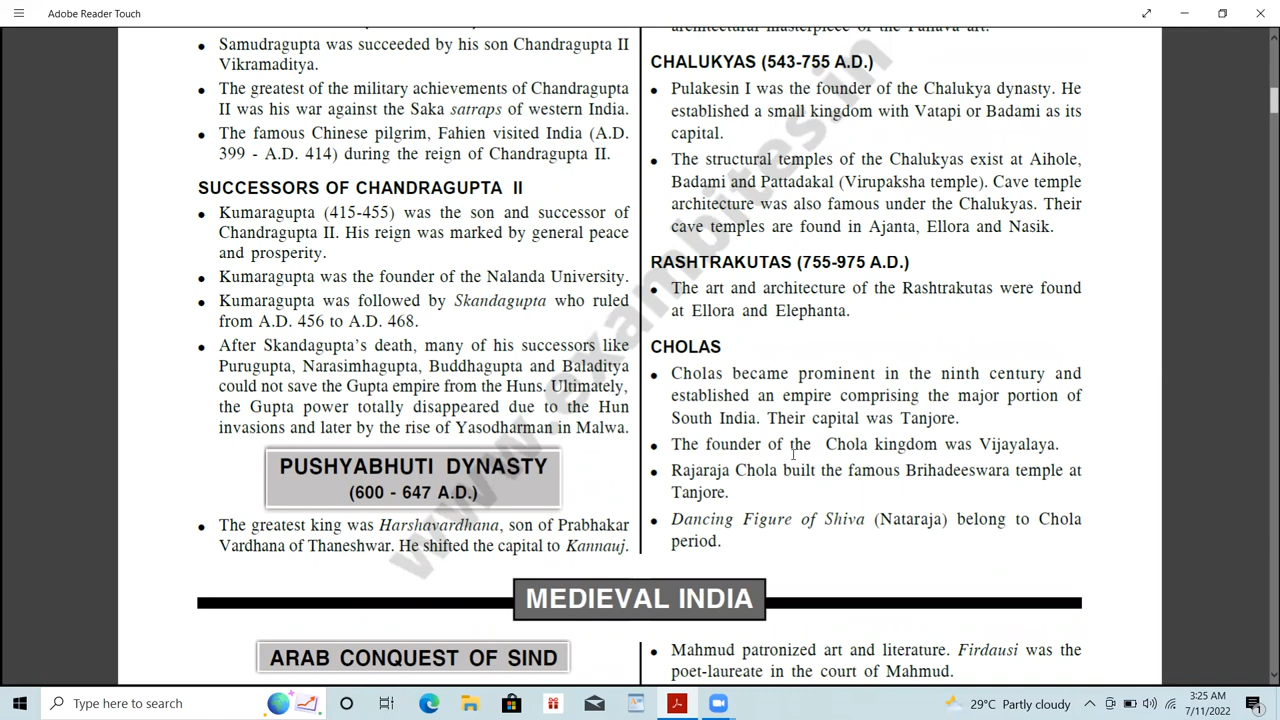 Adobe Reader Touch
Samudragupta was succeeded by his son Chandragupta II
Vikramaditya.
• The greatest of the military achievements of Chandragupta
II was his war against the Saka satraps of western India.
• The famous Chinese pilgrim, Fahien visited India (A.D.
399 - A.D. 414) during the reign of Chandragupta II.
SUCCESSORS OF CHANDRAGUPTA II
• Kumaragupta (415-455) was the son and successor of
Chandragupta II. His reign was marked by general peace
and prosperity.
• Kumaragupta was the founder of the Nalanda University.
• Kumaragupta was followed by Skandagupta who ruled
from A.D. 456 to A.D. 468.
• After Skandagupta's death, many of his successors like
Purugupta, Narasimhagupta, Buddhagupta and Baladitya
could not save the Gupta empire from the Huns. Ultimately,
the Gupta power totally disappeared due to the Hun
invasions and later by the rise of Yasodharman in Malwa.
PUSHYABHUTI DYNASTY
(600 - 647 A.D.)
• The greatest king was Harshavardhana, son of Prabhakar
Vardhana of Thaneshwar. He shifted the capital to Kannauj.
architectural masterpiece of the Pallava art.
CHALUKYAS (543-755 A.D.)
• Pulakesin I was the founder of the Chalukya dynasty. He
established a small kingdom with Vatapi or Badami as its
capital.
• The structural temples of the Chalukyas exist at Aihole,
Badami and Pattadakal (Virupaksha temple). Cave temple
architecture was also famous under the Chalukyas. Their
cave temples are found in Ajanta, Ellora and Nasik.
RASHTRAKUTAS (755-975 A.D.)
• The art and architecture of the Rashtrakutas were found
at Ellora and Elephanta.
CHOLAS
• Cholas became prominent in the ninth century and
established an empire comprising the major portion of
South India. Their capital was Tanjore.
• The founder of the Chola kingdom was Vijayalaya.
• Rajaraja Chola built the famous Brihadeeswara temple at
Tanjore.
• Dancing Figure of Shiva (Nataraja) belong to Chola
period.
www.exambites.in
MEDIEVAL INDIA
ARAB CONQUEST OF SIND
• Mahmud patronized art and literature. Firdausi was the
poet-laureate in the court of Mahmud.
Type here to search
29°C Partly cloudy
3:25 AM
7/11/2022
1